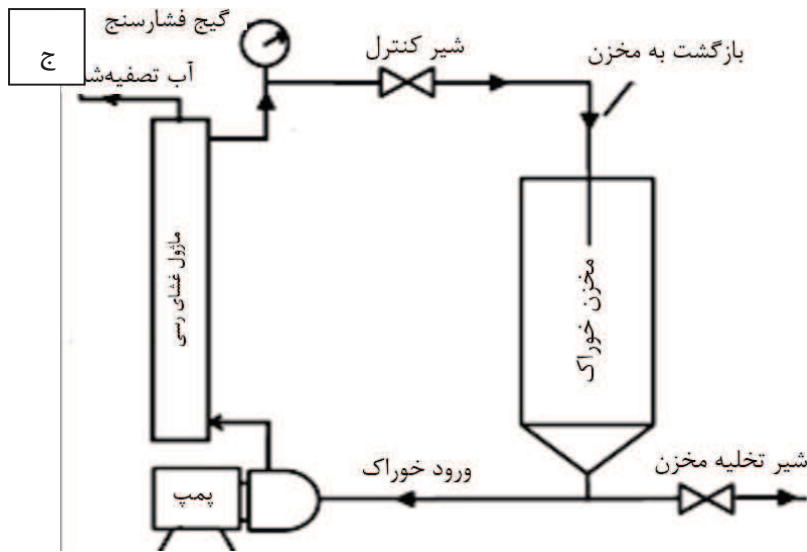 ج
گیج فشارسنج
آب تصفیه‌شد
شیر کنترل
بازگشت به مخزن
ماژول غشای رسی
مخزن خوراک
پمپ
ورود خوراک
شیر تخلیه مخزن